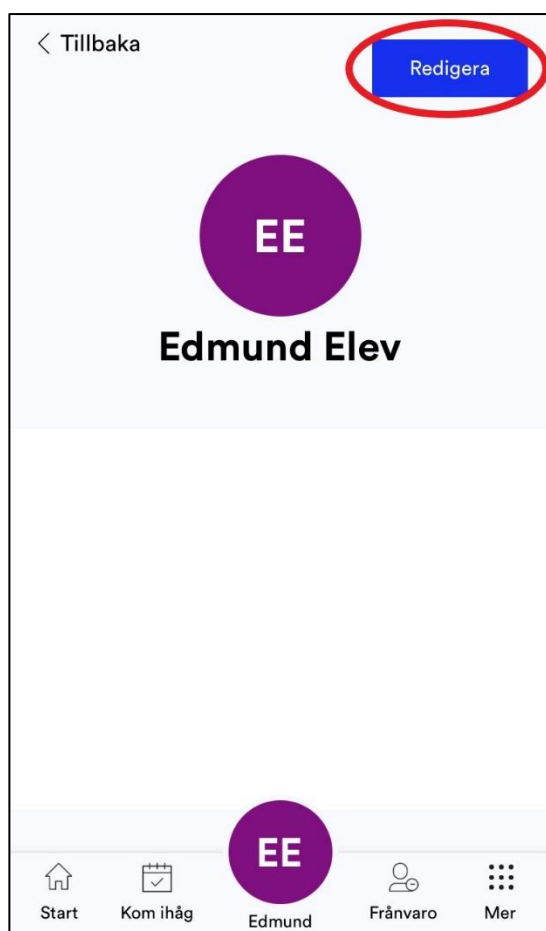 Tillbaka
Redigera
EE
Edmund Elev
EE
Start Kom ihåg Edmund Frånvaro Mer